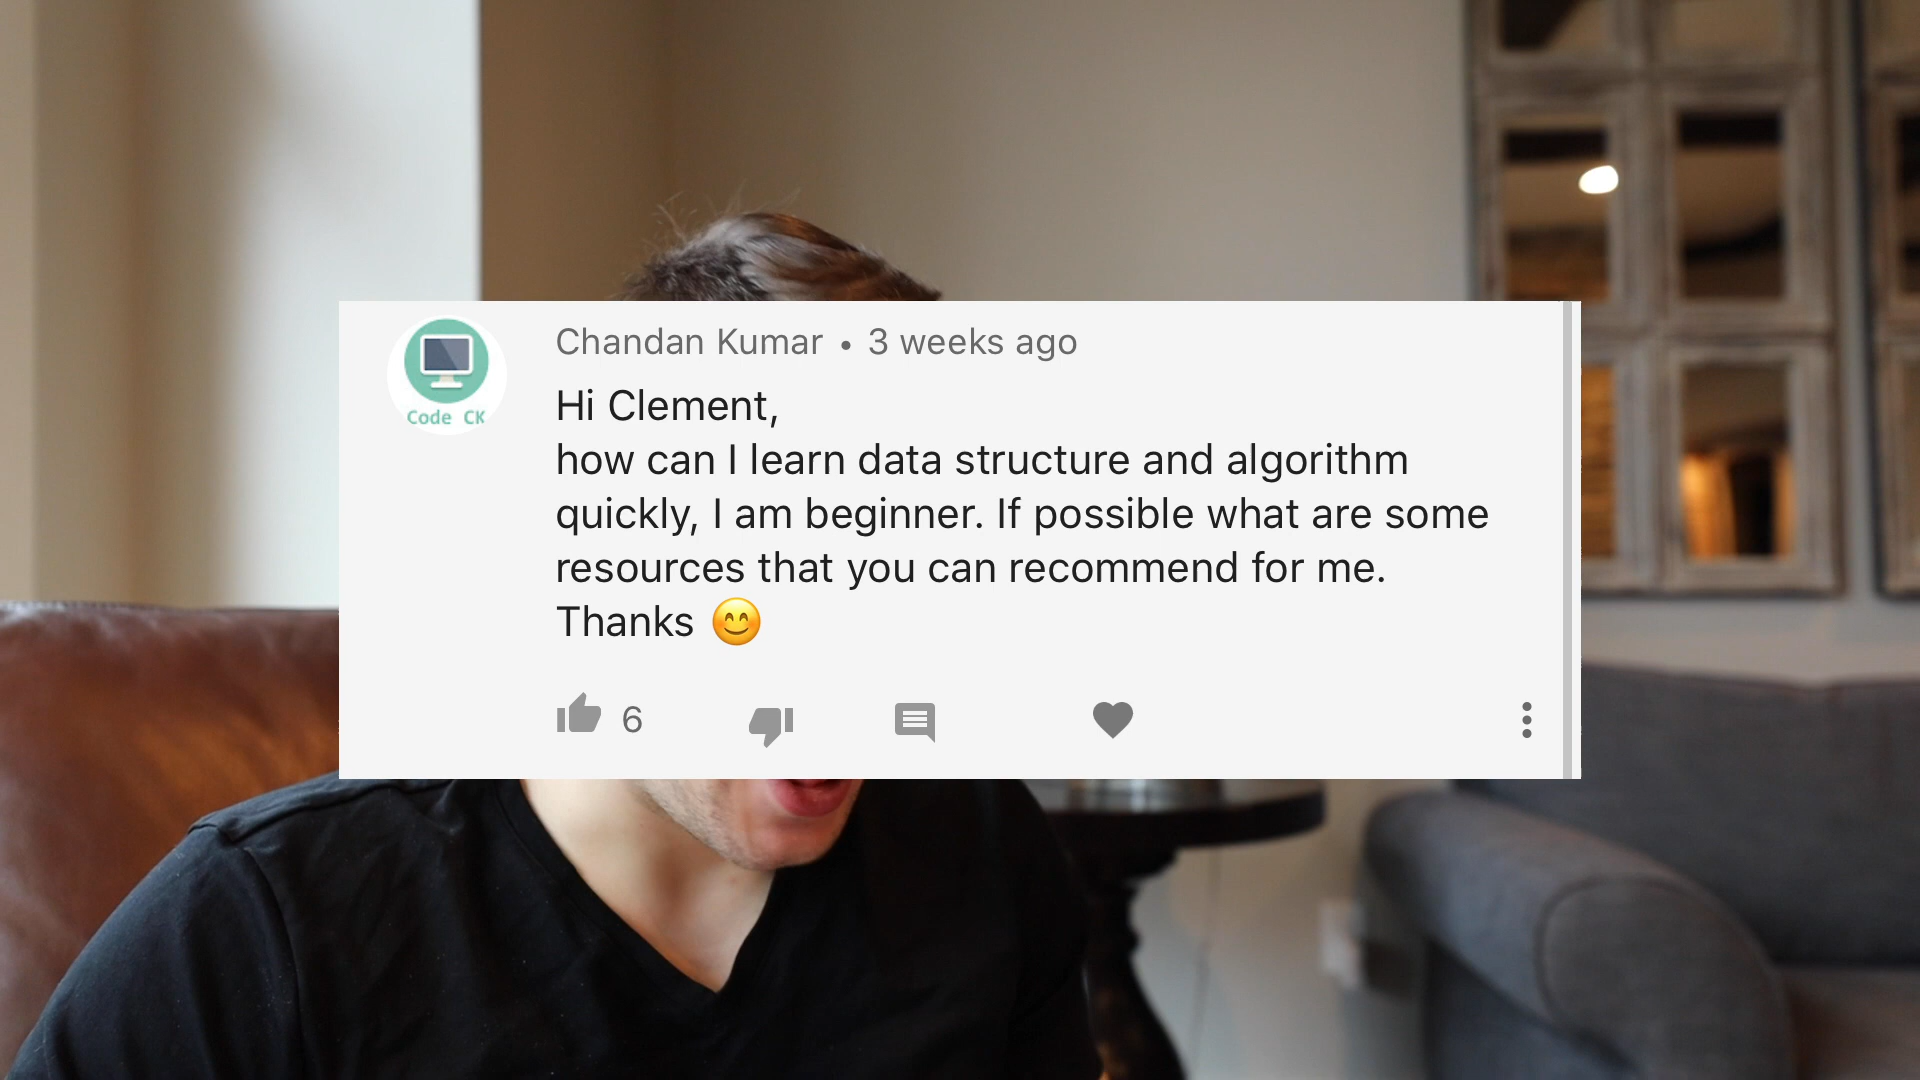 Code CK
Chandan Kumar • 3 weeks ago
Hi Clement,
how can I learn data structure and algorithm
quickly, I am beginner. If possible what are some
resources that you can recommend for me.
Thanks 😊
6